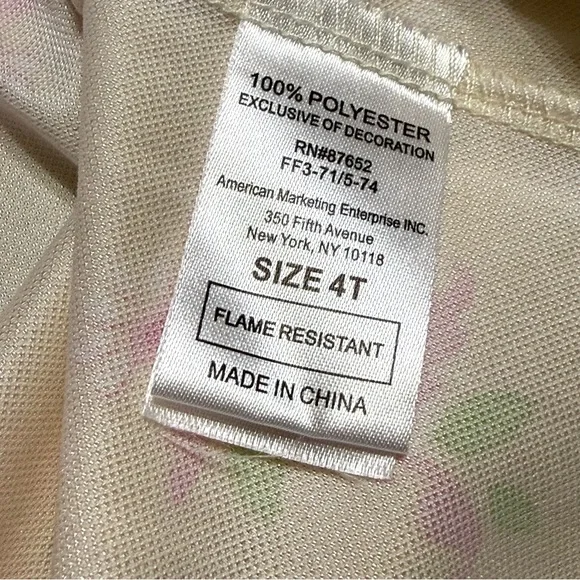 100% POLYESTER
EXCLUSIVE OF DECORATION
RN#87652
FF3-71/5-74
American Marketing Enterprise INC.
350 Fifth Avenue
New York, NY 10118
SIZE 4T
FLAME RESISTANT
MADE IN CHINA